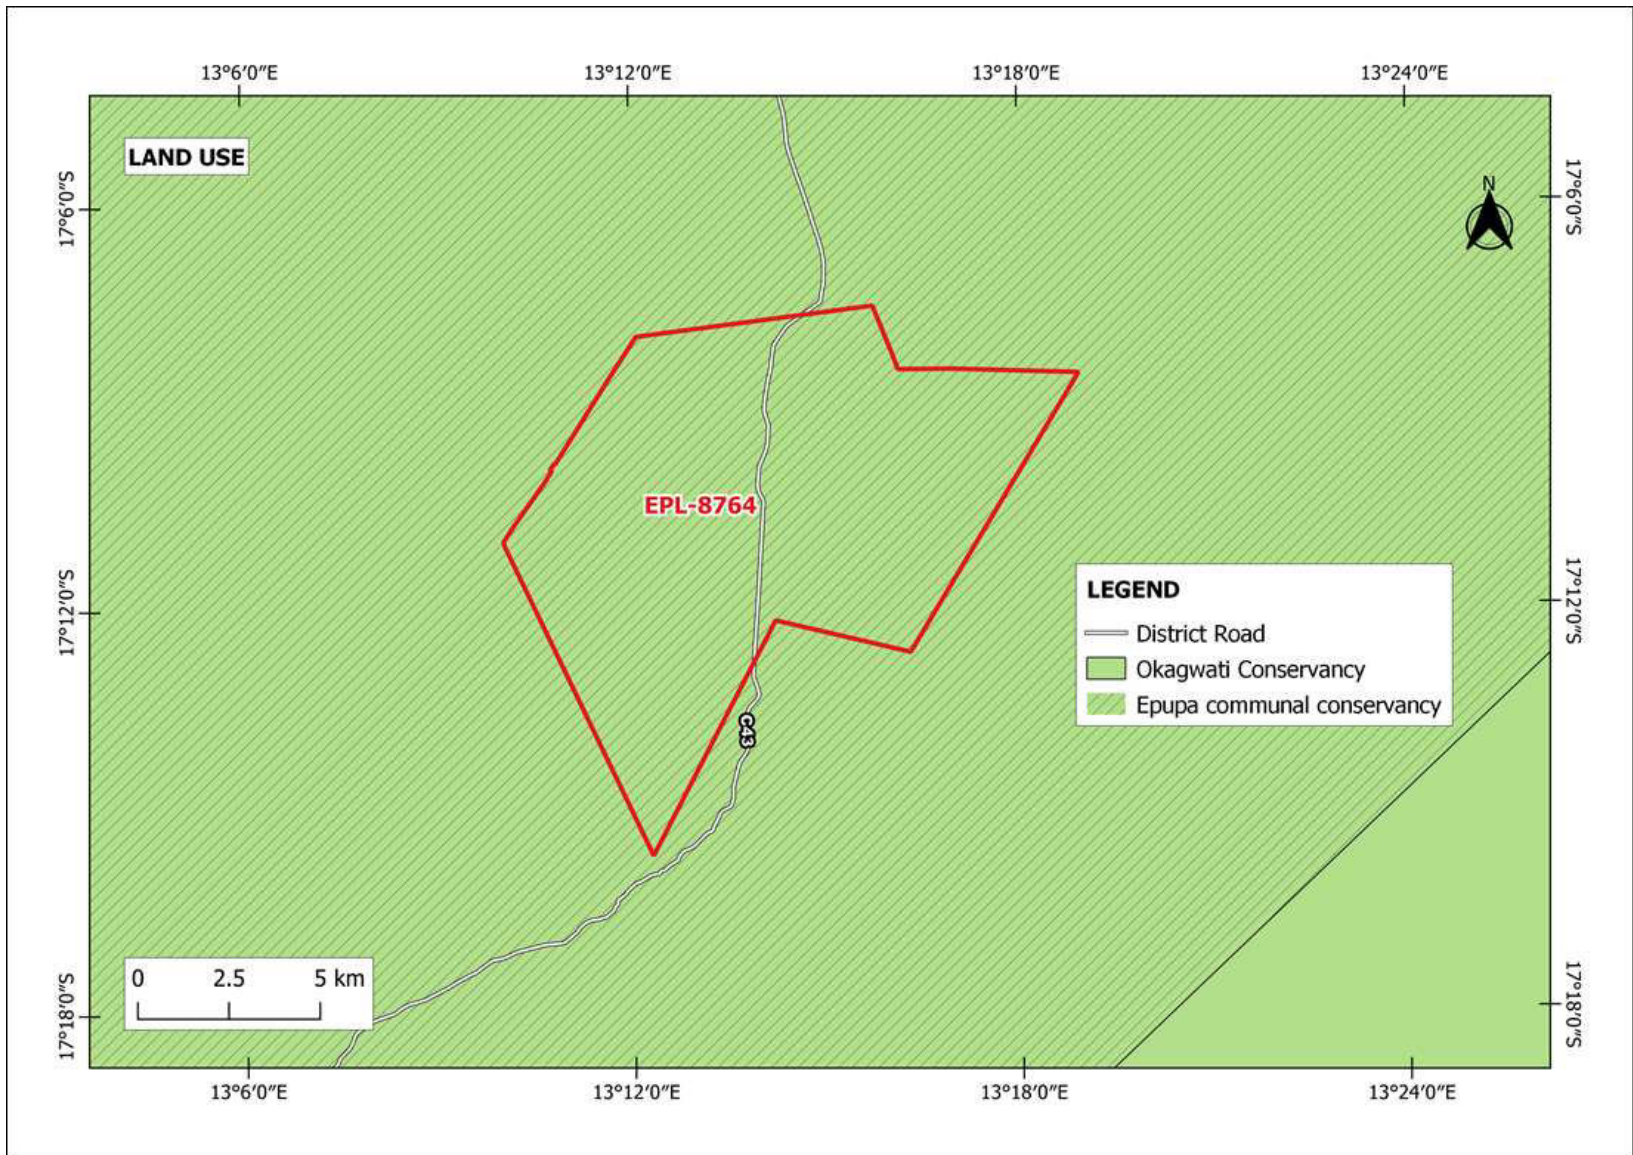 13°6′0″E 13°12′0″E 13°18′0″E 13°24′0″E
LAND USE
N
17°6′0″S
17°6′0″S
EPL-8764
17°12′0″S
17°12′0″S
LEGEND
District Road
Okagwati Conservancy
Epupa communal conservancy
C43
0 2.5 5 km
17°18′0″S
17°18′0″S
13°6′0″E 13°12′0″E 13°18′0″E 13°24′0″E